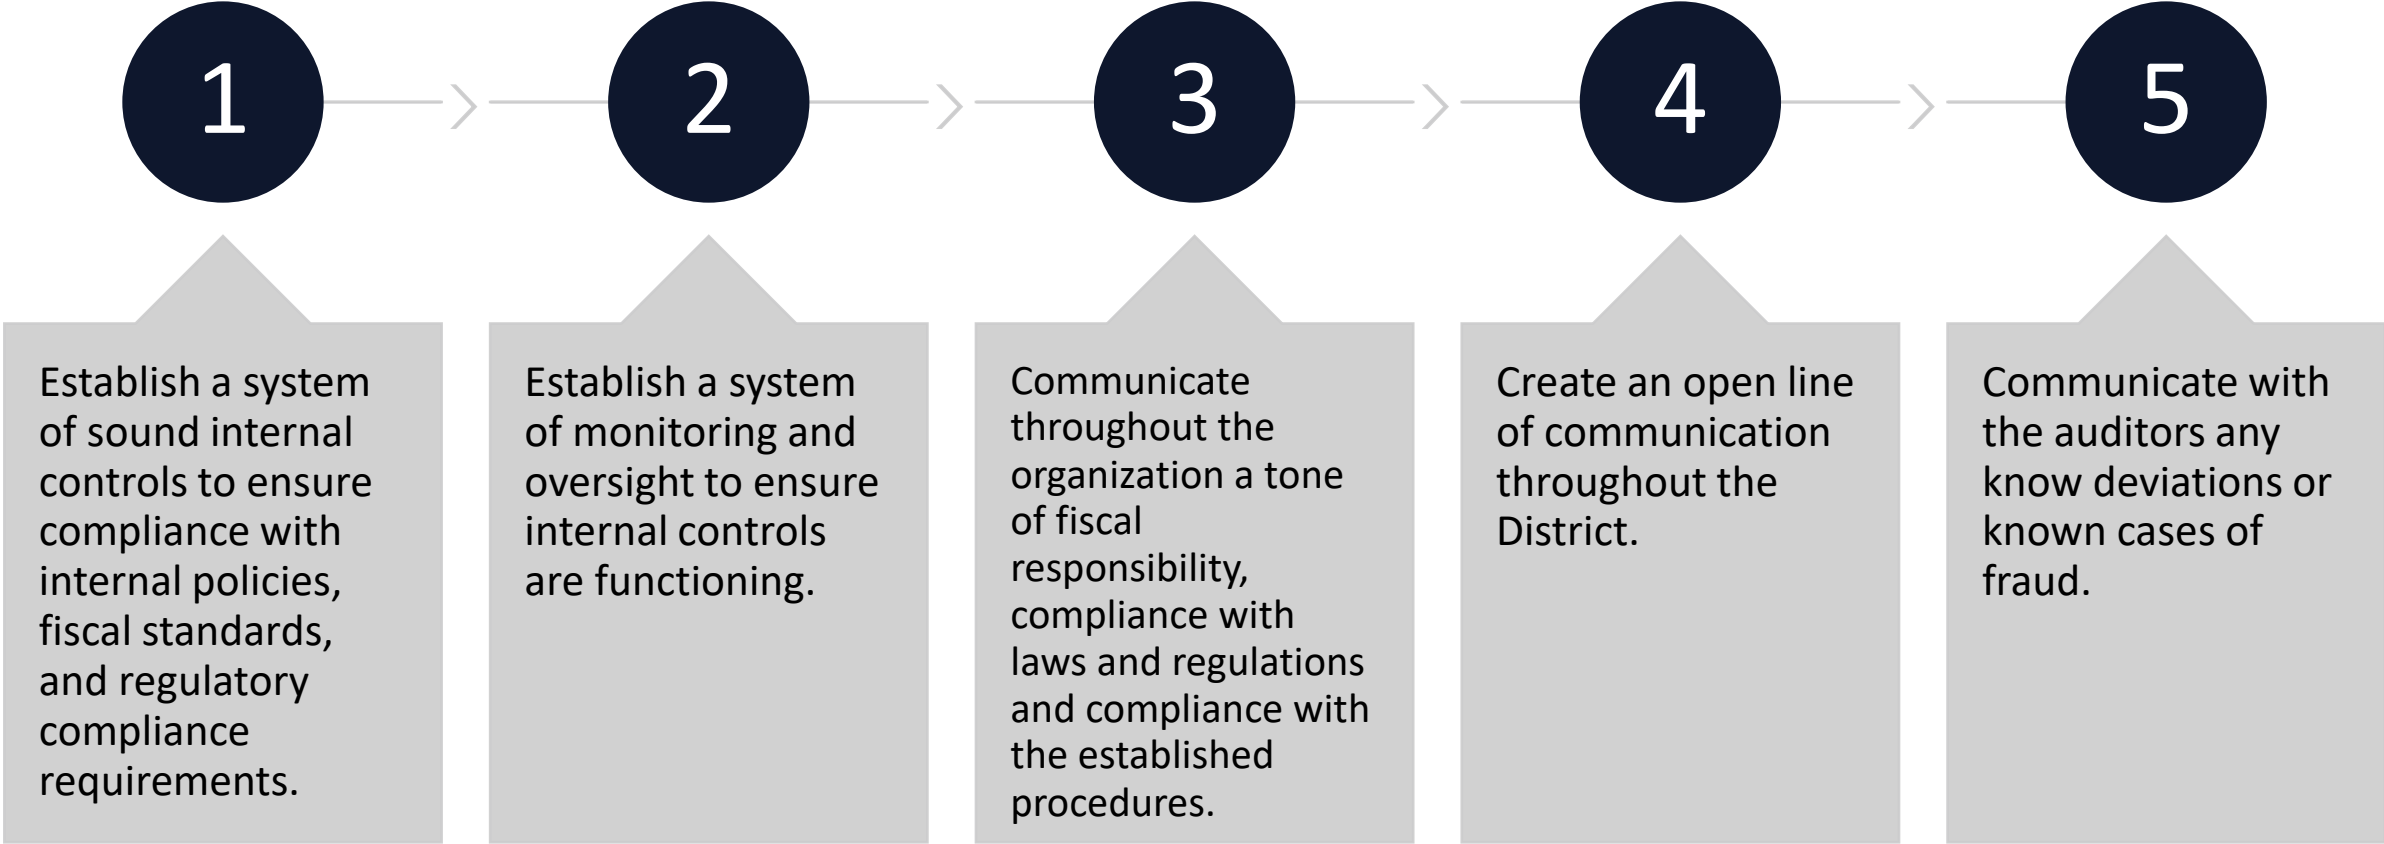 1
Establish a system
of sound internal
controls to ensure
compliance with
internal policies,
fiscal standards,
and regulatory
compliance
requirements.
2
Establish a system
of monitoring and
oversight to ensure
internal controls
are functioning.
3
Communicate
throughout the
organization a tone
of fiscal
responsibility,
compliance with
laws and regulations
and compliance with
the established
procedures.
4
Create an open line
of communication
throughout the
District.
5
Communicate with
the auditors any
know deviations or
known cases of
fraud.